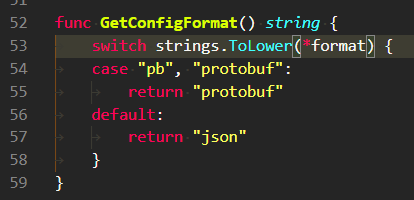 52 func GetConfigFormat() string {
53     switch strings.ToLower(*format) {
54     case "pb", "protobuf":
55         return "protobuf"
56     default:
57         return "json"
58     }
59 }